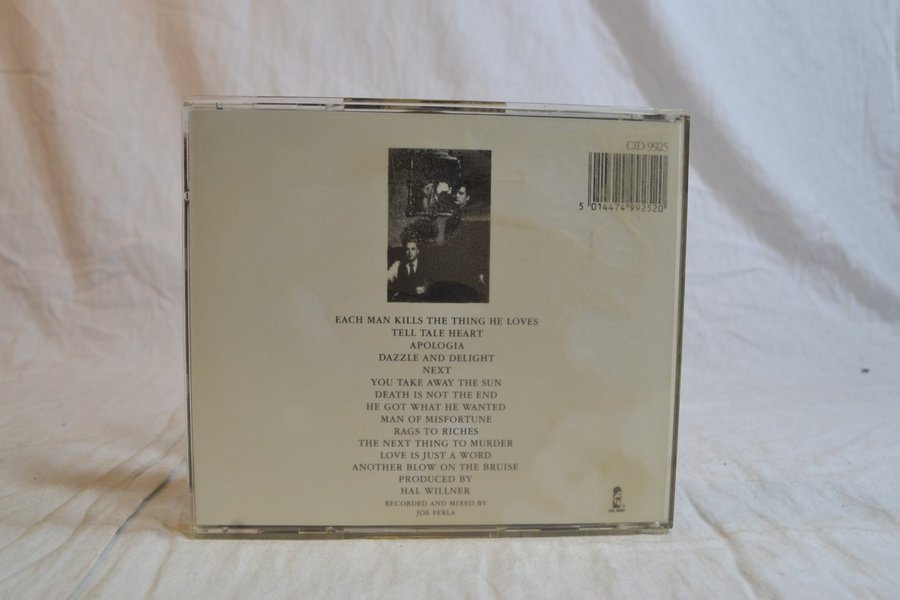 CID 9925
5 014474 992520
EACH MAN KILLS THE THING HE LOVES
TELL TALE HEART
APOLOGIA
DAZZLE AND DELIGHT
NEXT
YOU TAKE AWAY THE SUN
DEATH IS NOT THE END
HE GOT WHAT HE WANTED
MAN OF MISFORTUNE
RAGS TO RICHES
THE NEXT THING TO MURDER
LOVE IS JUST A WORD
ANOTHER BLOW ON THE BRUISE
PRODUCED BY
HAL WILLNER
RECORDED AND MIXED BY
JOE FERLA